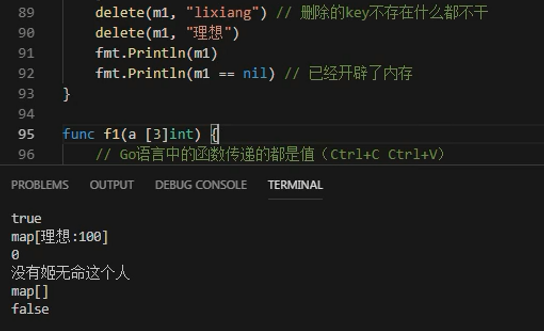 89 delete(m1, "lixiang") // 删除的key不存在什么都不干
90 delete(m1, "理想")
91 fmt.Println(m1)
92 fmt.Println(m1 == nil) // 已经开辟了内存
93 }
94
95 func f1(a [3]int) {
96 // Go语言中的函数传递的都是值（Ctrl+C Ctrl+V）
PROBLEMS OUTPUT DEBUG CONSOLE TERMINAL
true
map[理想:100]
0
没有姬无命这个人
map[]
false